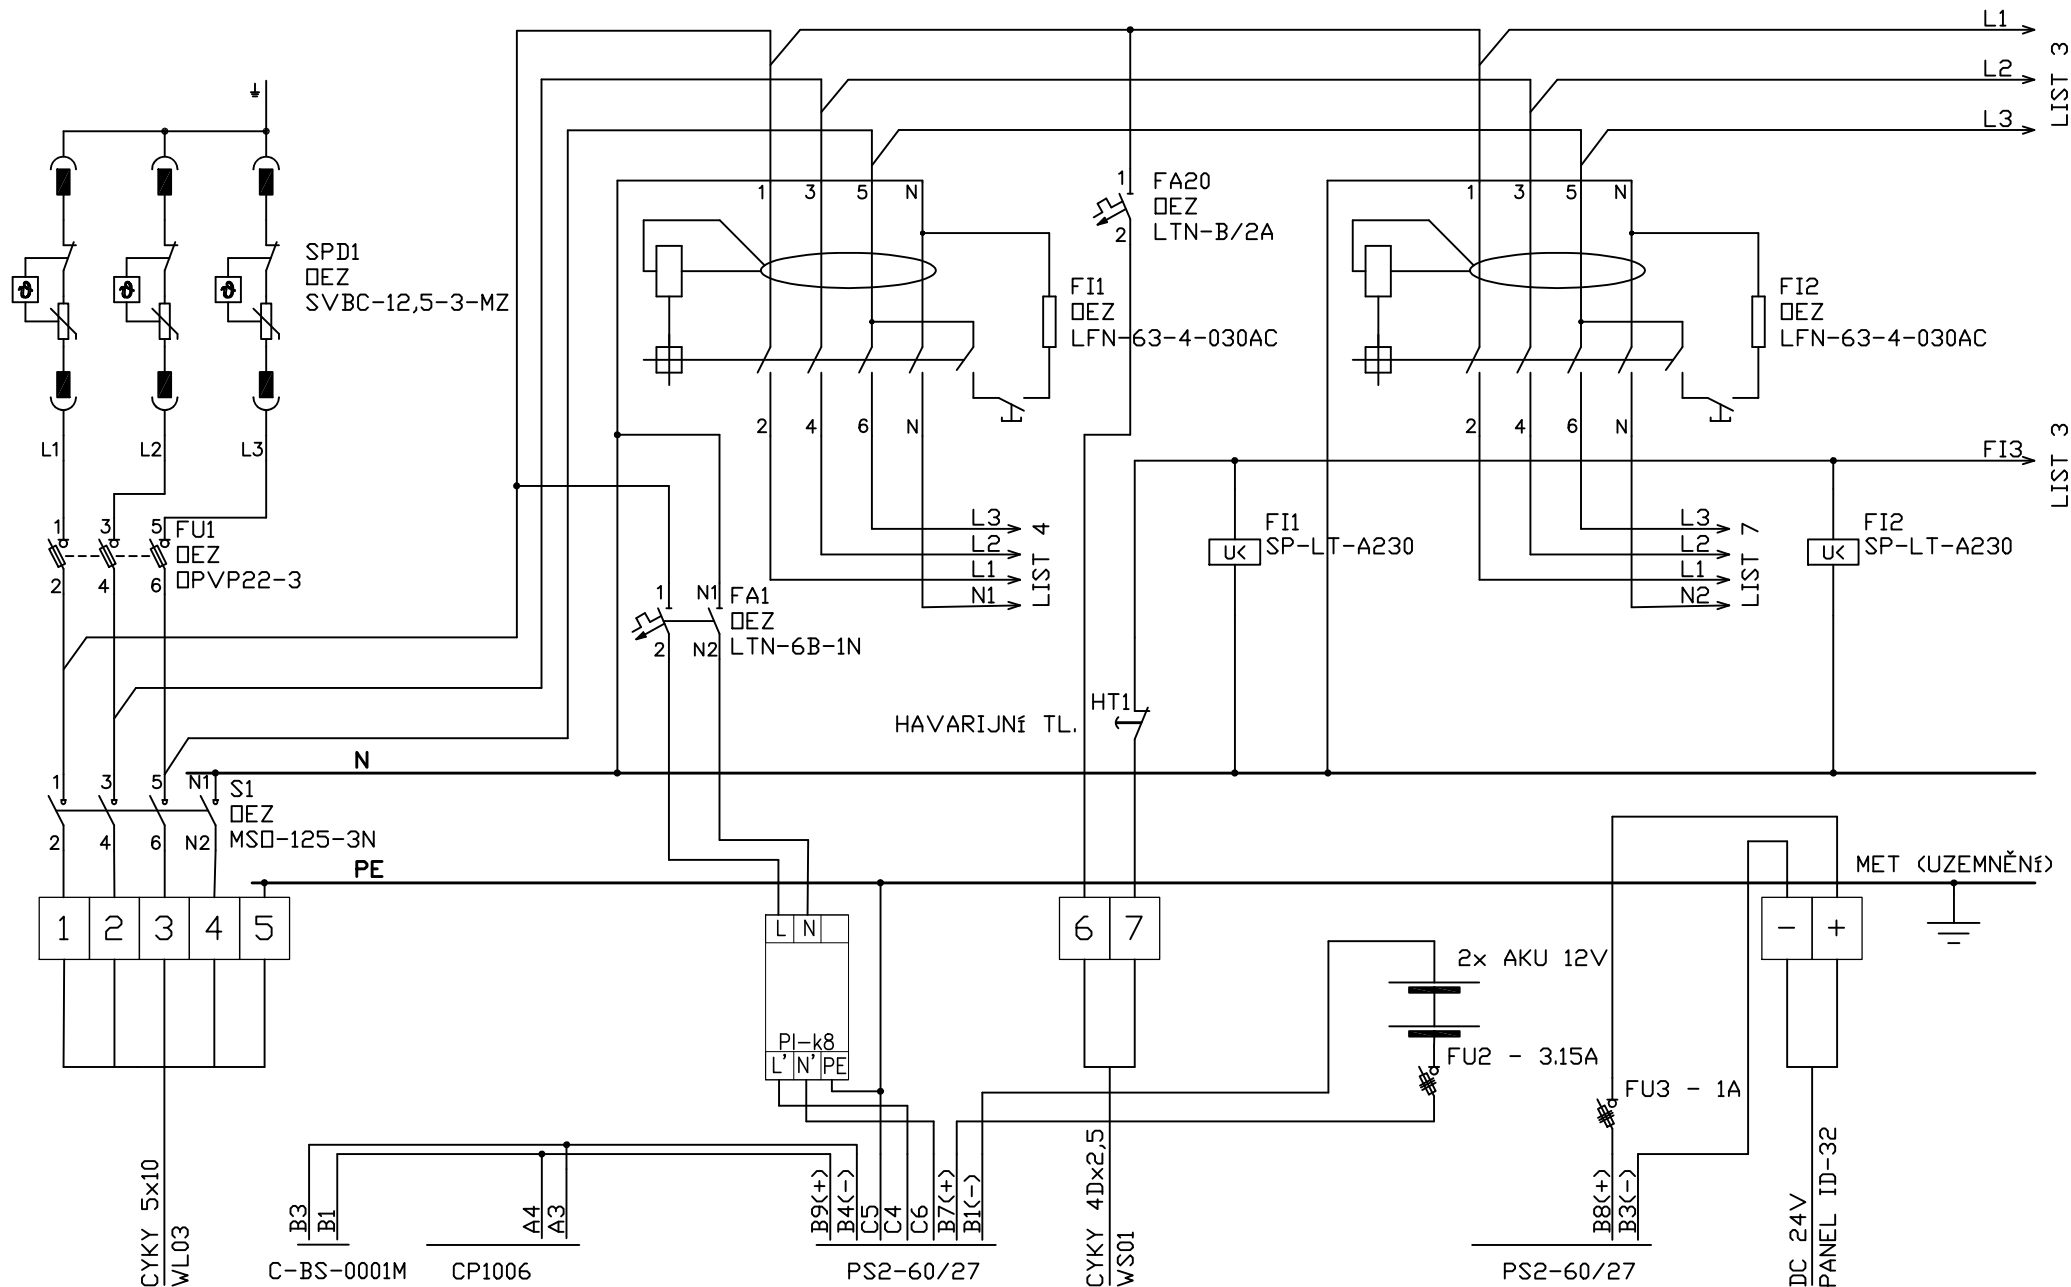 L1
L2
L3
LIST 3
1
3
5
N
1
FA20
OEZ
LTN-B/2A
2
1
3
5
N
SPD1
OEZ
SVBC-12,5-3-MZ
ϑ
ϑ
ϑ
FI1
OEZ
LFN-63-4-030AC
FI2
OEZ
LFN-63-4-030AC
L1
L2
L3
2
4
6
N
2
4
6
N
FI3
LIST 3
1
3
5
FU1
OEZ
OPVP22-3
2
4
6
L3
L2
L1
N1
LIST 4
FI1
SP-LT-A230
U<
L3
L2
L1
N2
LIST 7
FI2
SP-LT-A230
U<
1
N1
FA1
OEZ
LTN-6B-1N
2
N2
HAVARIJNí TL.
HT1
N
1
3
5
N1
S1
OEZ
MSO-125-3N
2
4
6
N2
PE
MET (UZEMNĚNí)
1
2
3
4
5
L
N
PI-k8
L'
N'
PE
6
7
-
+
2x AKU 12V
FU2 - 3.15A
FU3 - 1A
CYKY 5x10
WL03
B3
B1
C-BS-0001M
A4
A3
CP1006
B9(+)
B4(-)
C5
C4
C6
B7(+)
B1(-)
PS2-60/27
CYKY 4Dx2,5
WS01
B8(+)
B3(-)
PS2-60/27
DC 24V
PANEL ID-32